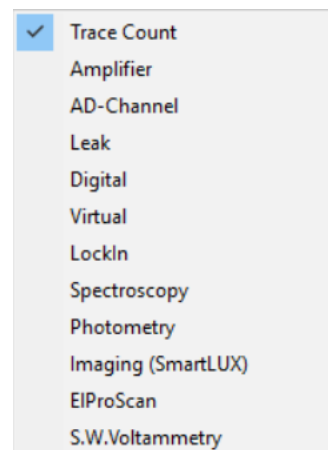 Trace Count
Amplifier
AD-Channel
Leak
Digital
Virtual
LockIn
Spectroscopy
Photometry
Imaging (SmartLUX)
ElProScan
S.W.Voltammetry